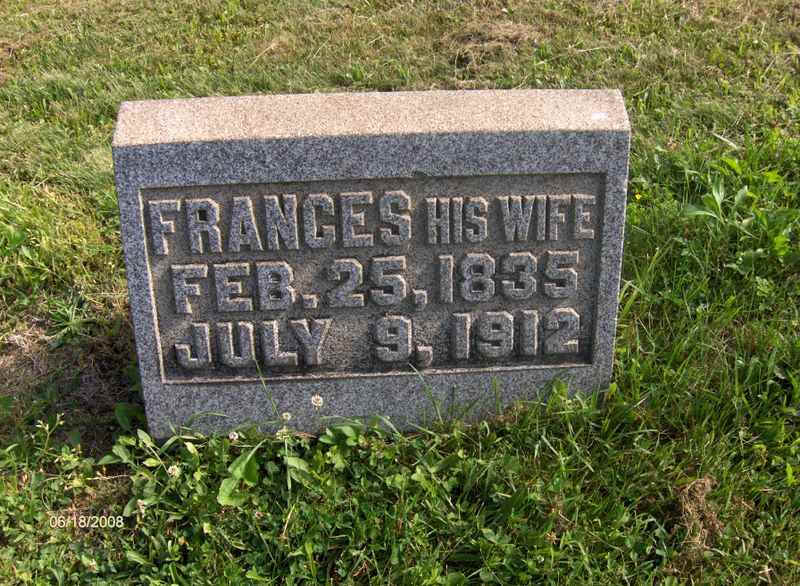 FRANCES HIS WIFE
FEB. 25, 1835
JULY 9, 1912
06/18/2008